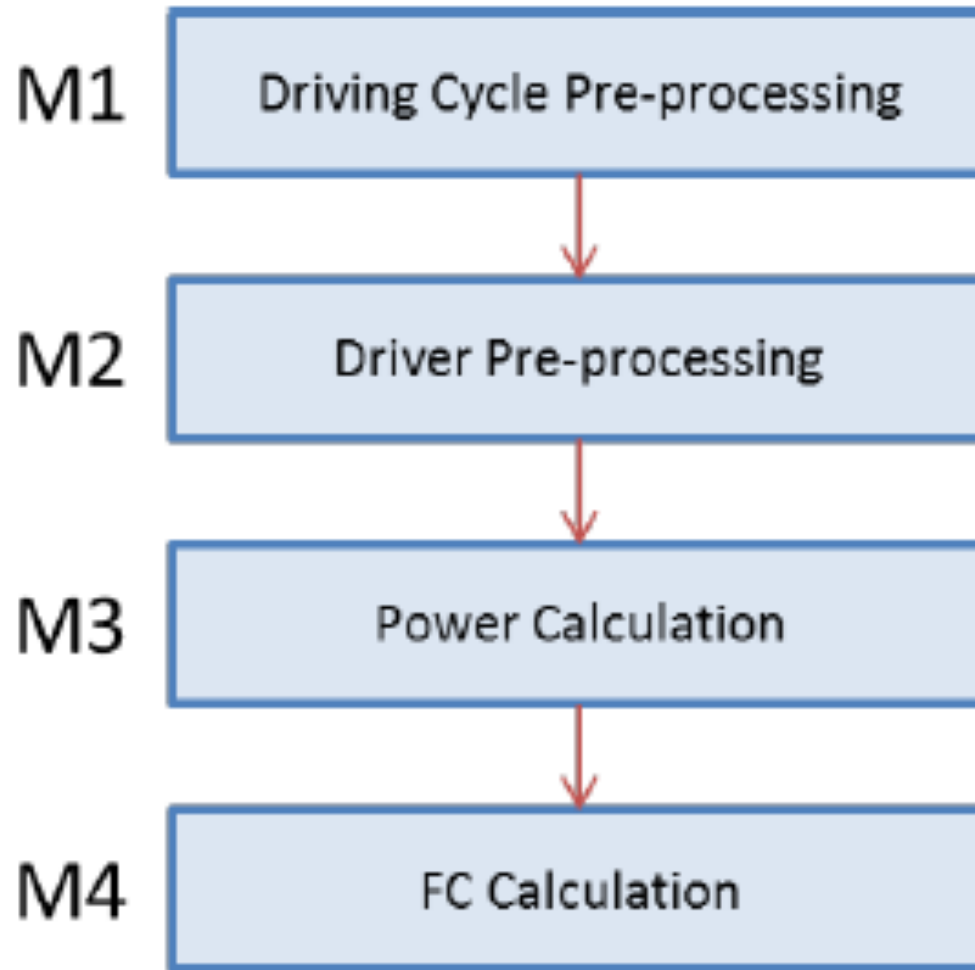 M1 Driving Cycle Pre-processing
M2 Driver Pre-processing
M3 Power Calculation
M4 FC Calculation